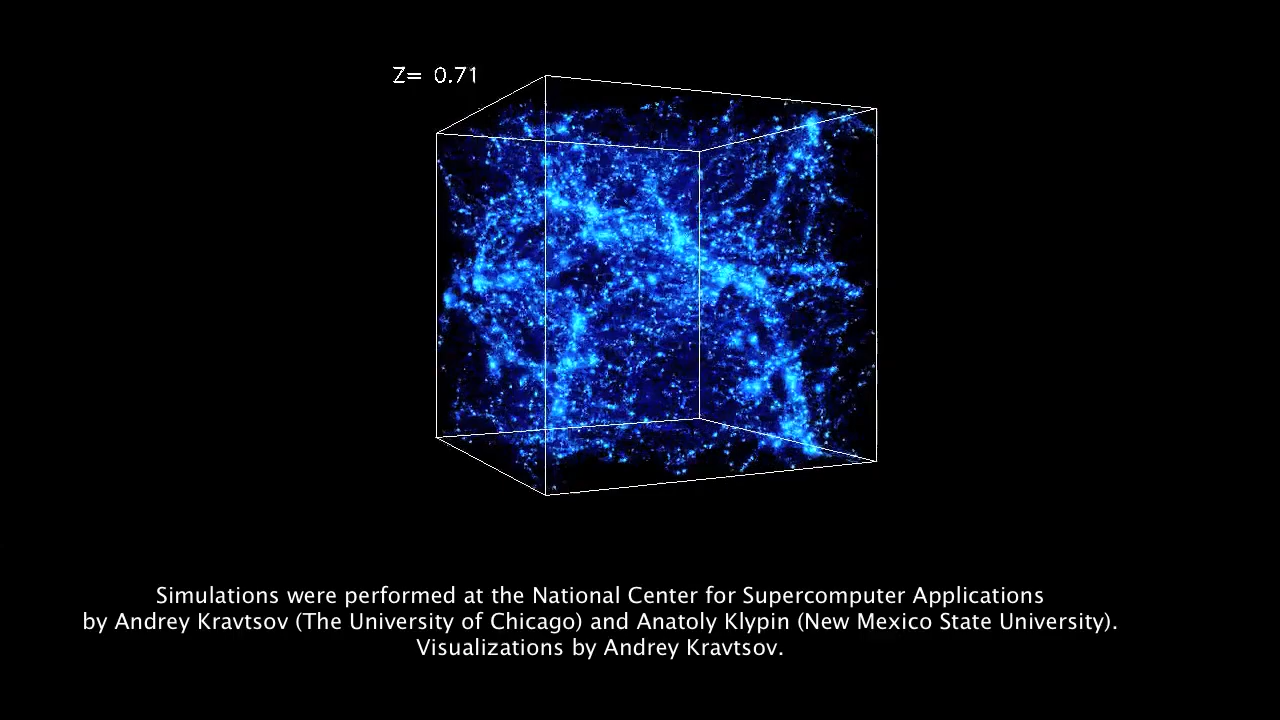 Z= 0.71
Simulations were performed at the National Center for Supercomputer Applications
by Andrey Kravtsov (The University of Chicago) and Anatoly Klypin (New Mexico State University).
Visualizations by Andrey Kravtsov.